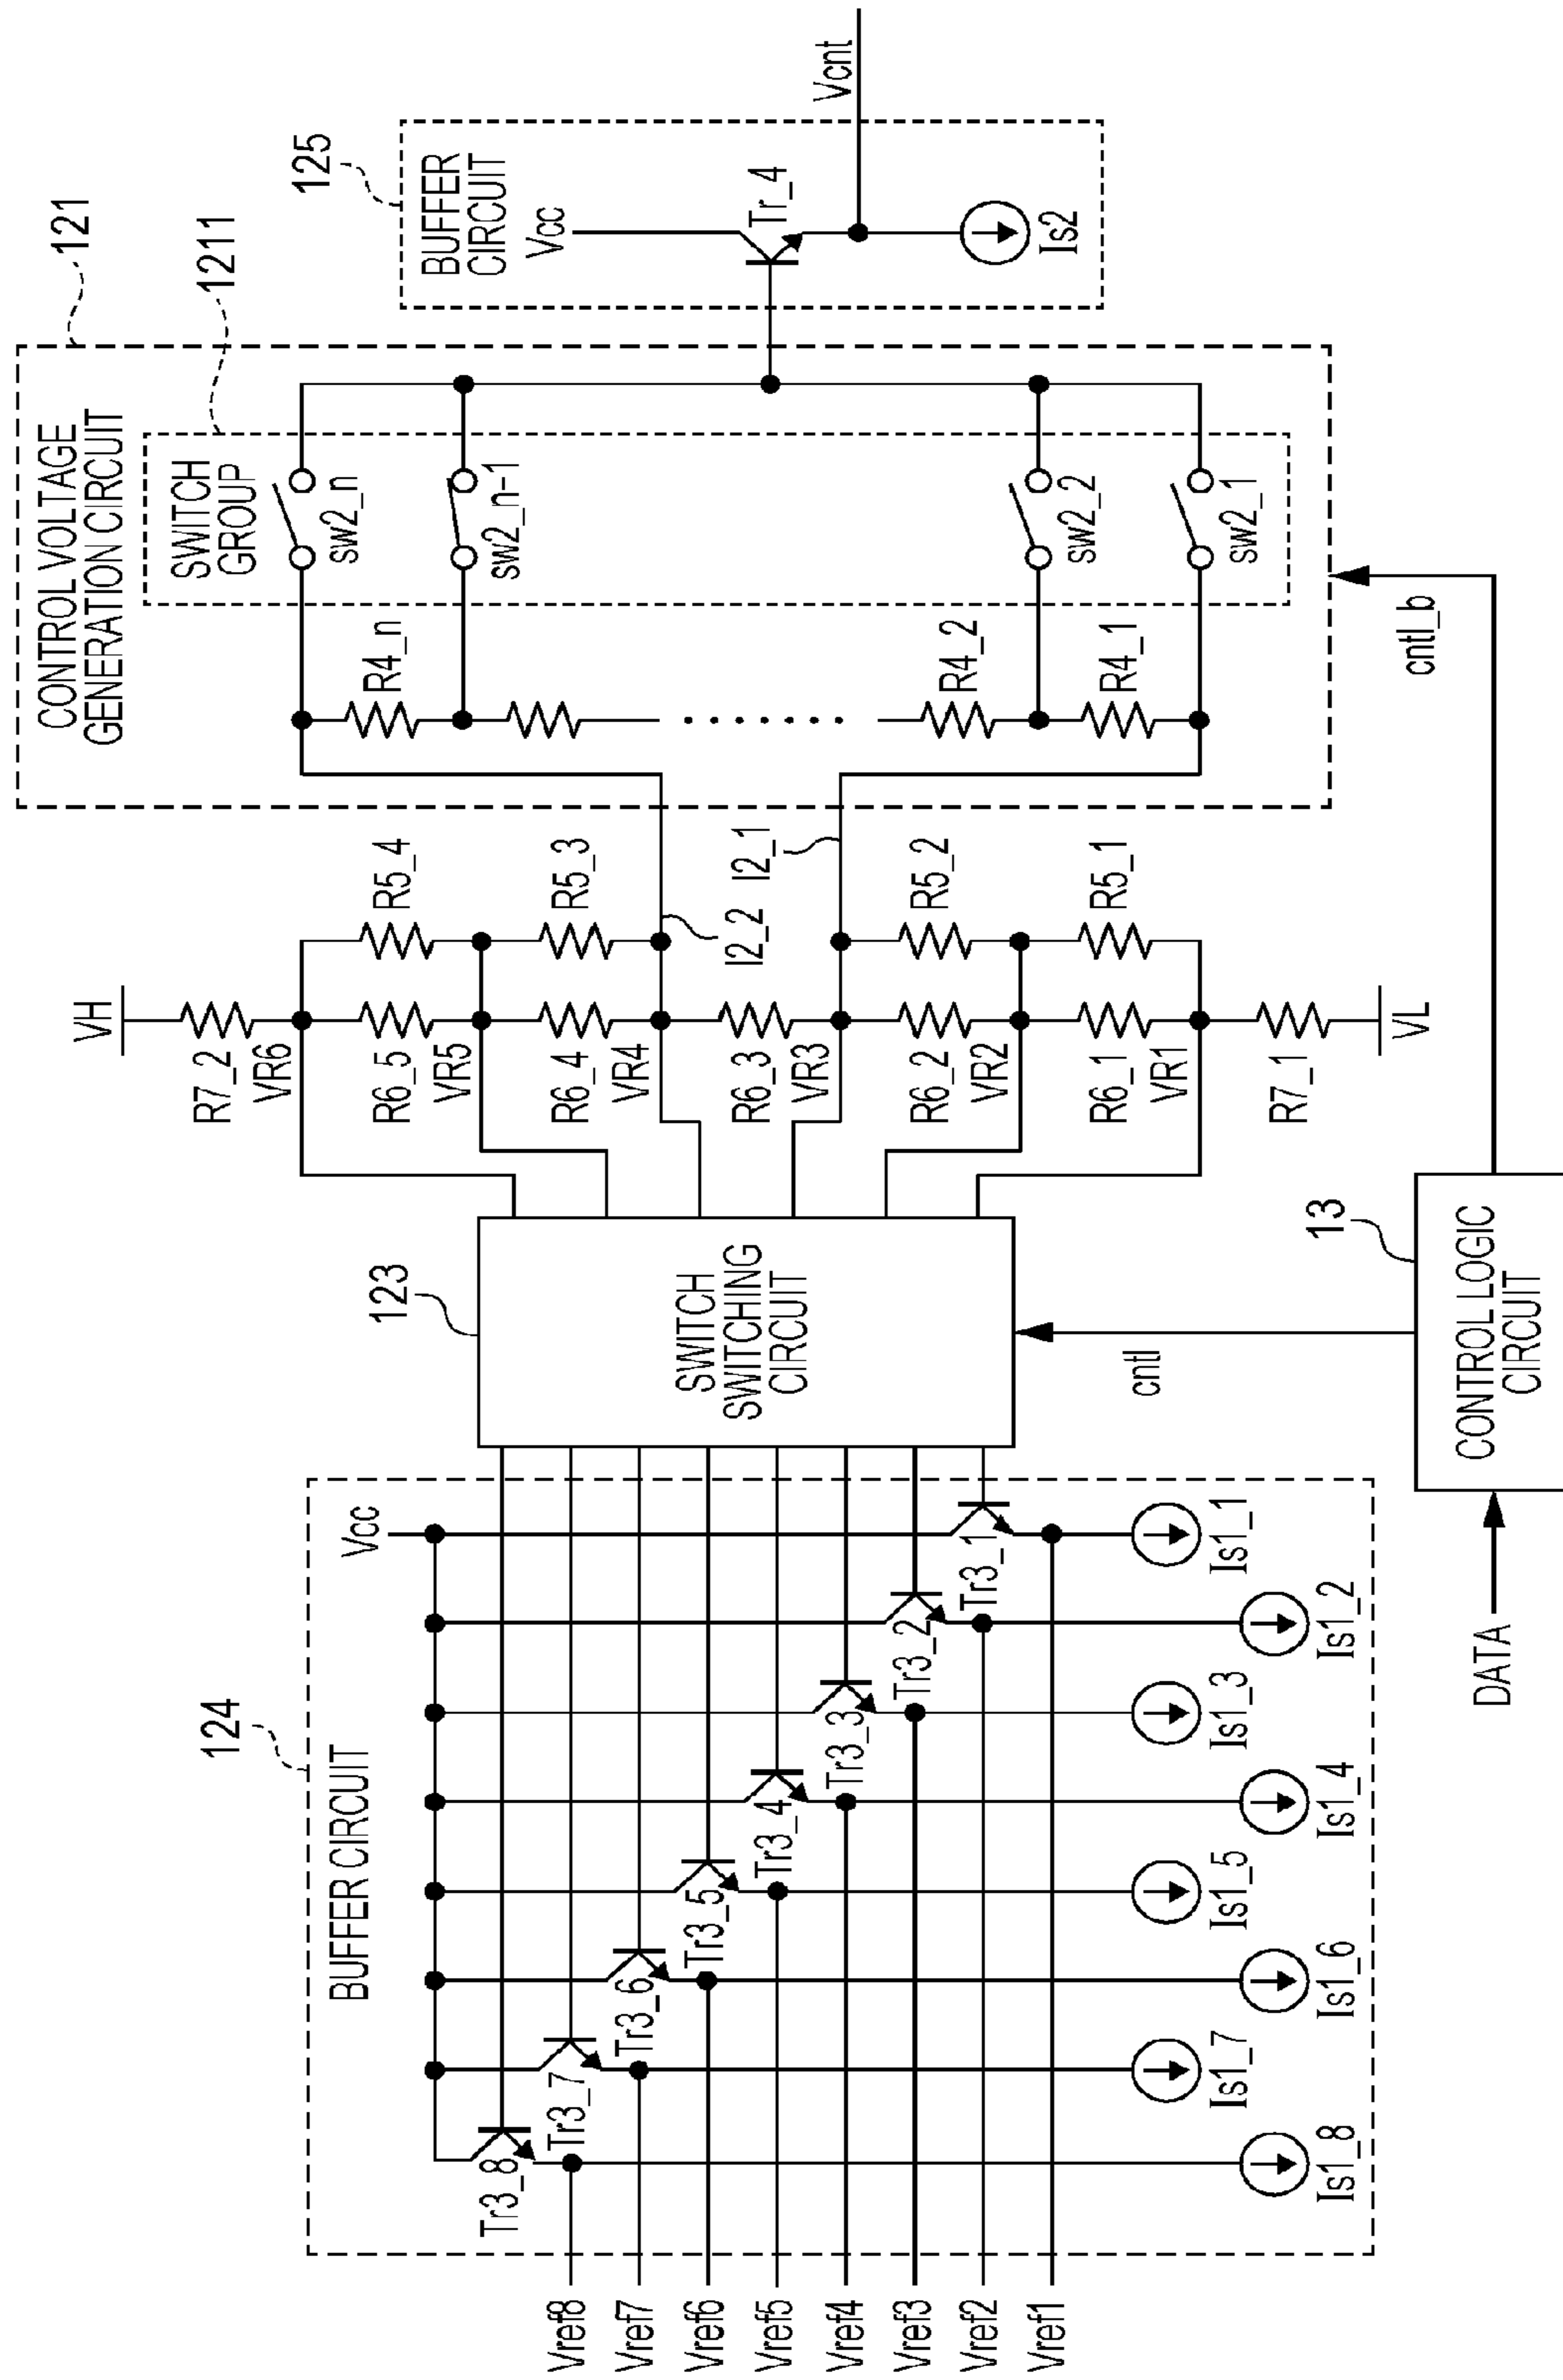 121
CONTROL VOLTAGE
GENERATION CIRCUIT
1211
SWITCH
GROUP
sw2_n
sw2_n-1
sw2_2
sw2_1
R4_n
R4_2
R4_1
125
BUFFER
CIRCUIT
Vcc
Tr_4
Is2
Vcnt
VH
R7_2
VR6
R6_5
VR5
R6_4
VR4
R6_3
VR3
R6_2
VR2
R6_1
VR1
R7_1
VL
R5_4
R5_3
R5_2
R5_1
I2_2
I2_1
123
SWITCH
SWITCHING
CIRCUIT
cntl
cntl_b
13
CONTROL LOGIC
CIRCUIT
DATA
124
BUFFER CIRCUIT
Vcc
Tr3_8
Tr3_7
Tr3_6
Tr3_5
Tr3_4
Tr3_3
Tr3_2
Tr3_1
Is1_8
Is1_7
Is1_6
Is1_5
Is1_4
Is1_3
Is1_2
Is1_1
Vref8
Vref7
Vref6
Vref5
Vref4
Vref3
Vref2
Vref1